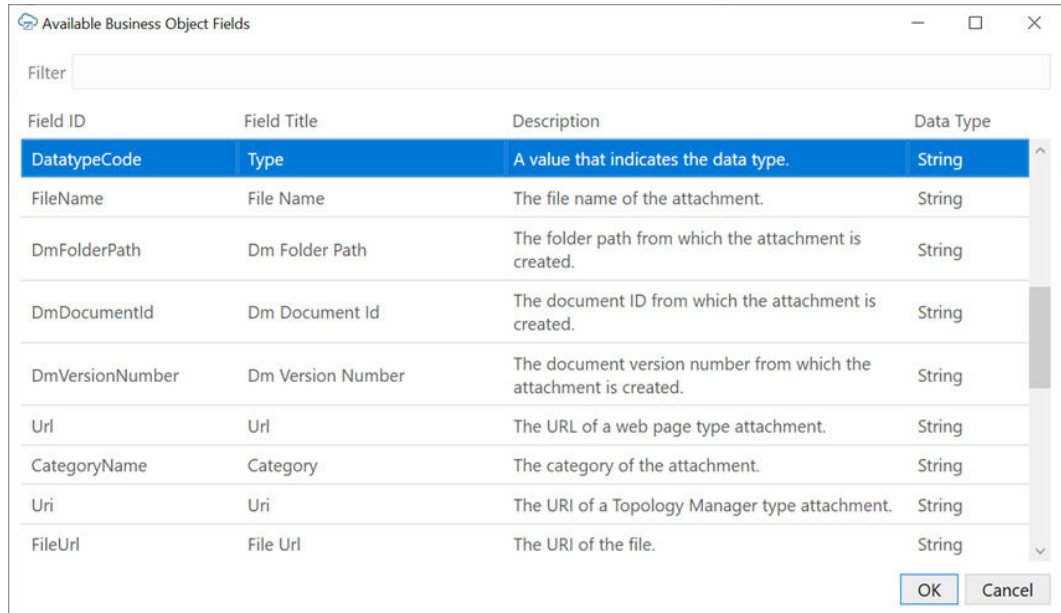 Available Business Object Fields
Filter
Field ID Field Title Description Data Type
DatatypeCode Type A value that indicates the data type. String
FileName File Name The file name of the attachment. String
DmFolderPath Dm Folder Path The folder path from which the attachment is created. String
DmDocumentId Dm Document Id The document ID from which the attachment is created. String
DmVersionNumber Dm Version Number The document version number from which the attachment is created. String
Url Url The URL of a web page type attachment. String
CategoryName Category The category of the attachment. String
Uri Uri The URI of a Topology Manager type attachment. String
FileUrl File Url The URI of the file. String
OK Cancel